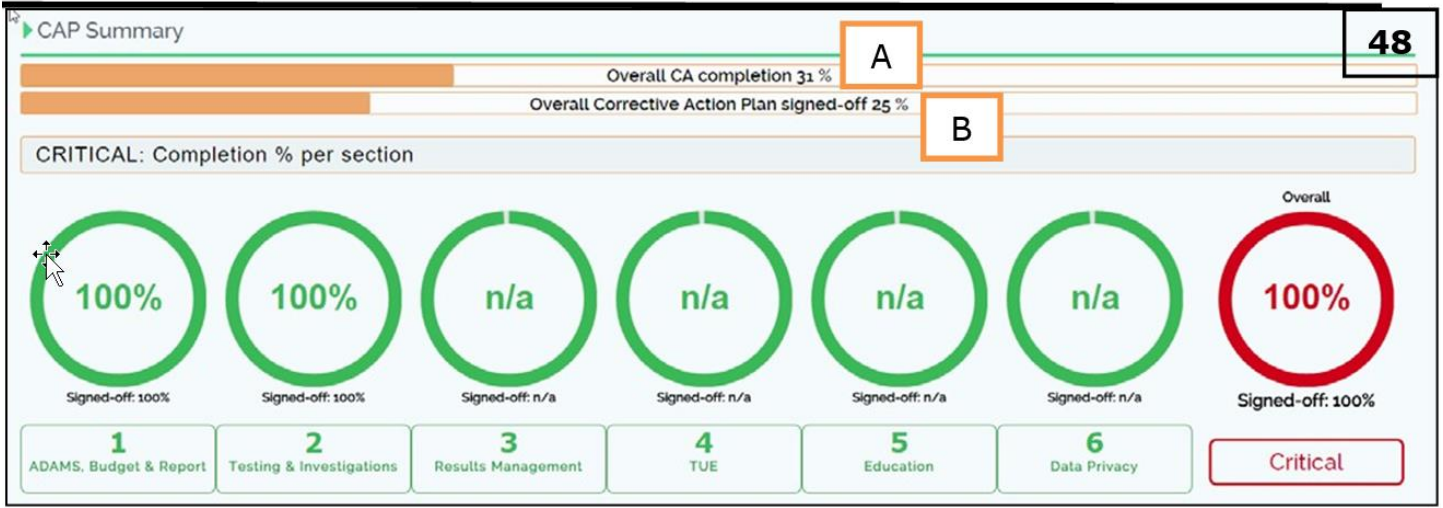 CAP Summary
48
Overall CA completion 31 %
A
Overall Corrective Action Plan signed-off 25 %
B
CRITICAL: Completion % per section
Overall
100%
100%
n/a
n/a
n/a
n/a
100%
Signed-off: 100%
Signed-off: 100%
Signed-off: n/a
Signed-off: n/a
Signed-off: n/a
Signed-off: n/a
Signed-off: 100%
1
ADAMS, Budget & Report
2
Testing & Investigations
3
Results Management
4
TUE
5
Education
6
Data Privacy
Critical